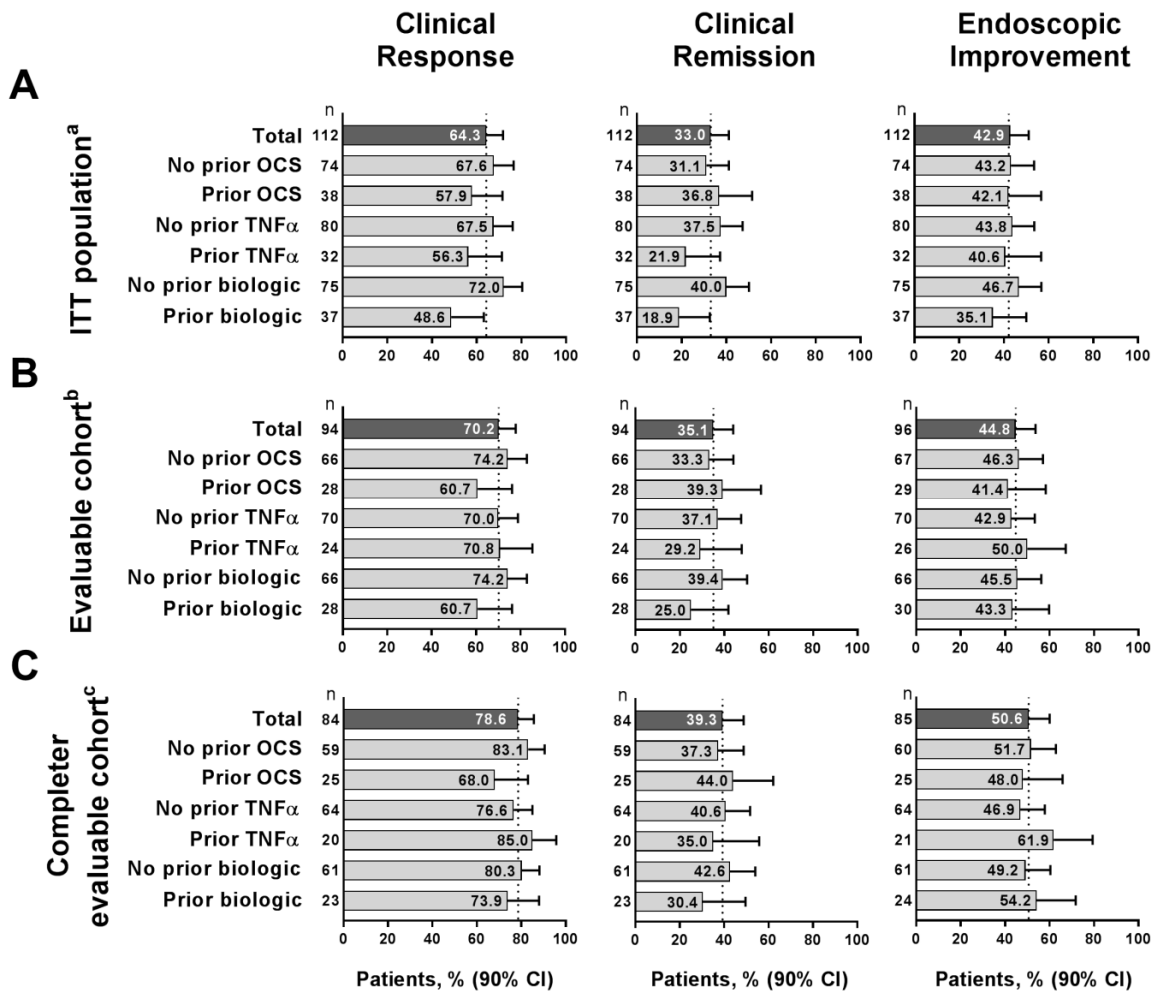 Clinical Response
Clinical Remission
Endoscopic Improvement
A
ITT populationᵃ
n n n
Total 112 64.3 112 33.0 112 42.9
No prior OCS 74 67.6 74 31.1 74 43.2
Prior OCS 38 57.9 38 36.8 38 42.1
No prior TNFα 80 67.5 80 37.5 80 43.8
Prior TNFα 32 56.3 32 21.9 32 40.6
No prior biologic 75 72.0 75 40.0 75 46.7
Prior biologic 37 48.6 37 18.9 37 35.1
0 20 40 60 80 100 0 20 40 60 80 100 0 20 40 60 80 100
B
Evaluable cohortᵇ
n n n
Total 94 70.2 94 35.1 96 44.8
No prior OCS 66 74.2 66 33.3 67 46.3
Prior OCS 28 60.7 28 39.3 29 41.4
No prior TNFα 70 70.0 70 37.1 70 42.9
Prior TNFα 24 70.8 24 29.2 26 50.0
No prior biologic 66 74.2 66 39.4 66 45.5
Prior biologic 28 60.7 28 25.0 30 43.3
0 20 40 60 80 100 0 20 40 60 80 100 0 20 40 60 80 100
C
Completer
evaluable cohortᶜ
n n n
Total 84 78.6 84 39.3 85 50.6
No prior OCS 59 83.1 59 37.3 60 51.7
Prior OCS 25 68.0 25 44.0 25 48.0
No prior TNFα 64 76.6 64 40.6 64 46.9
Prior TNFα 20 85.0 20 35.0 21 61.9
No prior biologic 61 80.3 61 42.6 61 49.2
Prior biologic 23 73.9 23 30.4 24 54.2
0 20 40 60 80 100 0 20 40 60 80 100 0 20 40 60 80 100
Patients, % (90% CI) Patients, % (90% CI) Patients, % (90% CI)